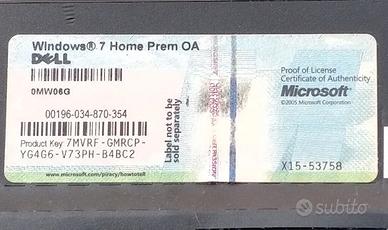 Windows® 7 Home Prem OA
DELL
0MW06G
00196-034-870-354
Product Key: 7MVRF-GMRCP-
YG4G6-V73PH-B4BC2
www.microsoft.com/piracy/howtotell
Label not to be
sold separately
Proof of License
Certificate of Authenticity
Microsoft®
©2005 Microsoft Corporation
X15-53758
subito